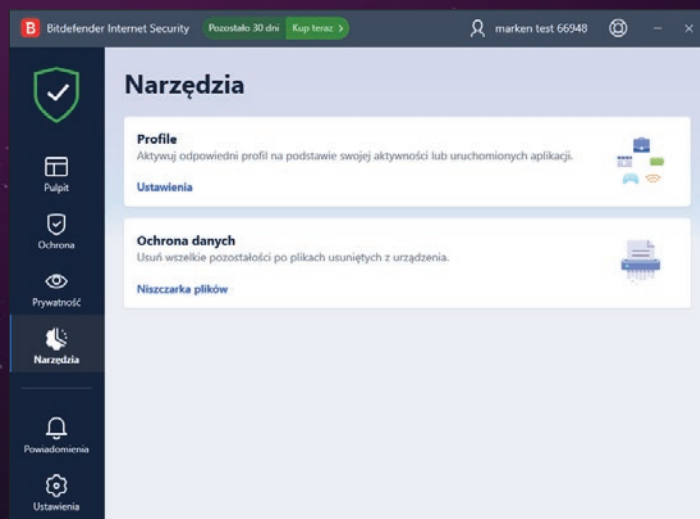 B Bitdefender Internet Security Pozostało 30 dni Kup teraz > marken test 66948
Narzędzia
Profile
Aktywuj odpowiedni profil na podstawie swojej aktywności lub uruchomionych aplikacji.
Ustawienia
Ochrona danych
Usuń wszelkie pozostałości po plikach usuniętych z urządzenia.
Niszczarka plików
Pulpit
Ochrona
Prywatność
Narzędzia
Powiadomienia
Ustawienia